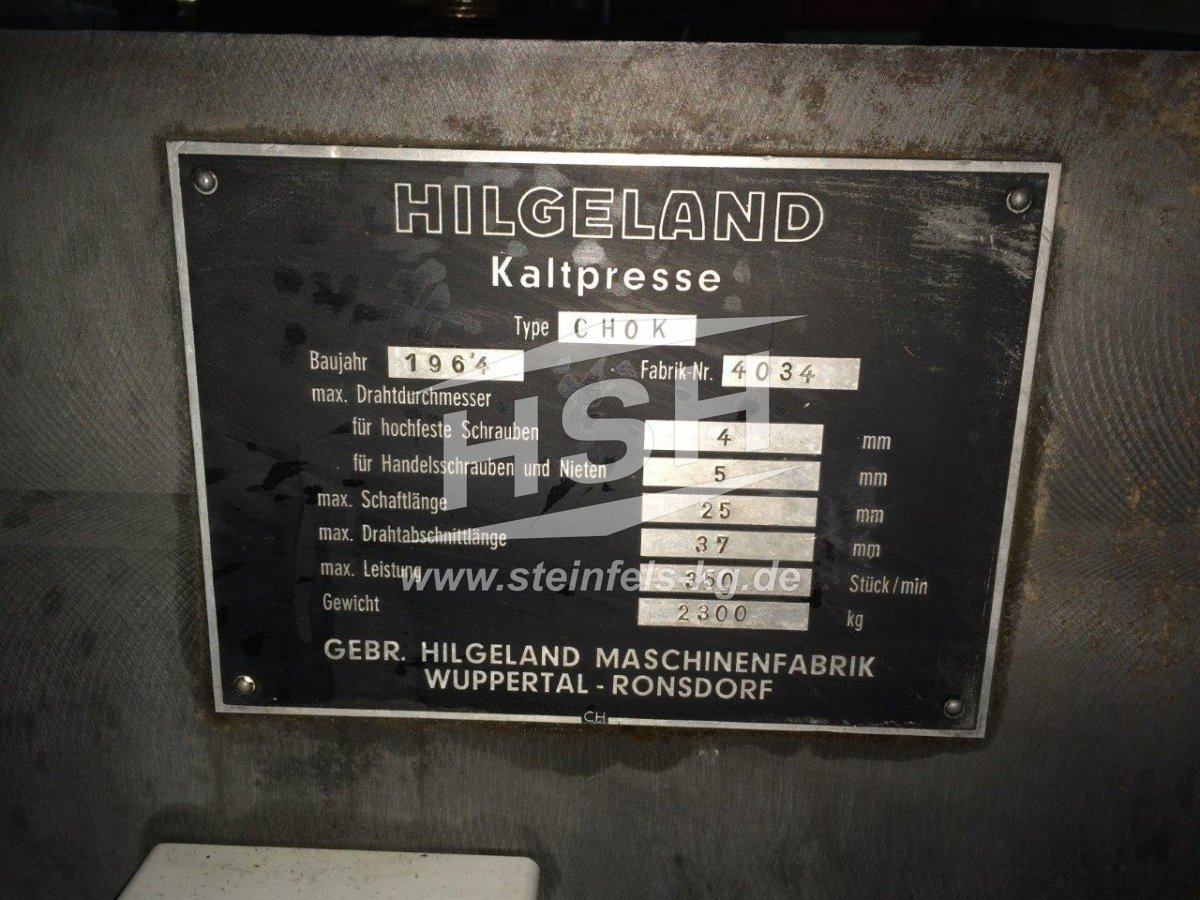 HILGELAND
Kaltpresse
Type CHOK
Baujahr 1964 Fabrik-Nr. 4034
max. Drahtdurchmesser
für hochfeste Schrauben 4 mm
für Handelsschrauben und Nieten 5 mm
max. Schaftlänge 25 mm
max. Drahtabschnittlänge 37 mm
max. Leistung 350 Stück/min
Gewicht 2300 kg
GEBR. HILGELAND MASCHINENFABRIK
WUPPERTAL-RONSDORF
CH
HSH
www.steinfels-kg.de